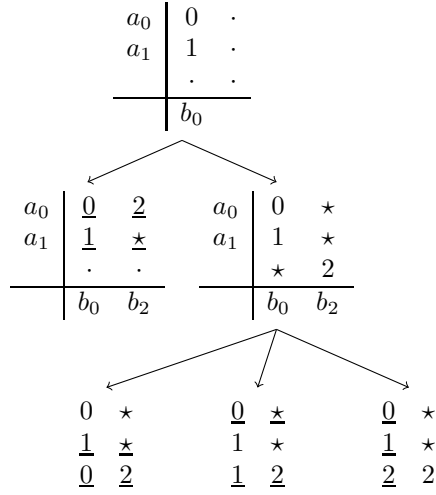 a₀ 0 ·
a₁ 1 ·
· ·
b₀
a₀ 0 2 a₀ 0 ⋆
a₁ 1 ⋆ a₁ 1 ⋆
· · ⋆ 2
b₀ b₂ b₀ b₂
0 ⋆ 0 ⋆ 0 ⋆
1 ⋆ 1 ⋆ 1 ⋆
0 2 1 2 2 2